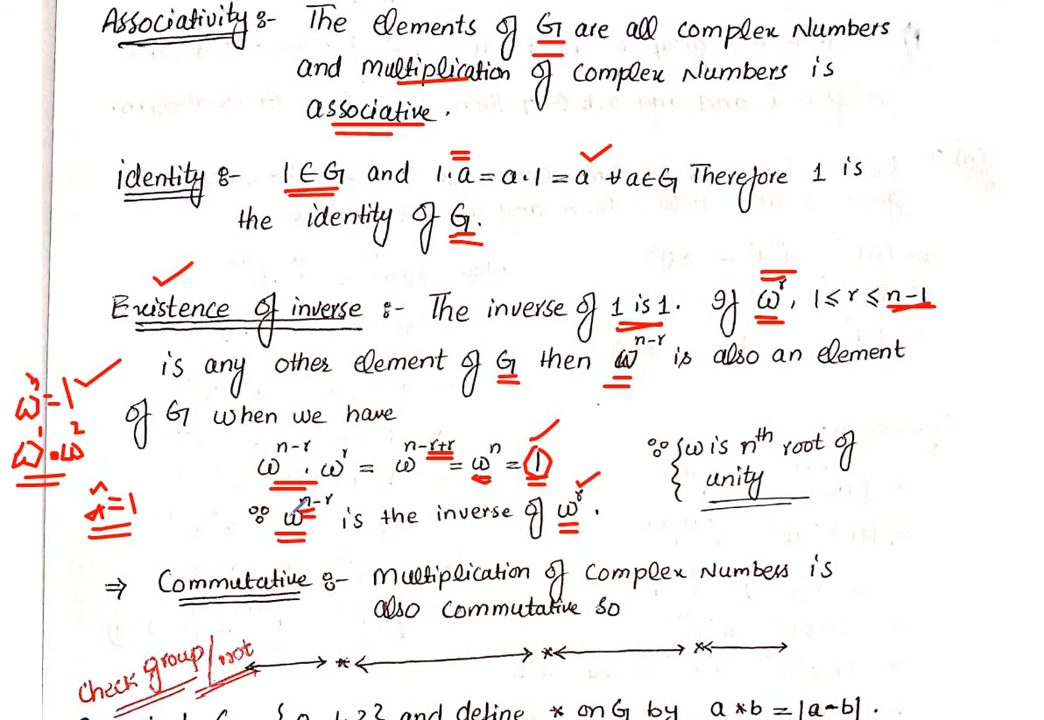 Associativity :- The elements of G are all complex Numbers
and multiplication of complex Numbers is
associative.
identity :- 1 ∈ G and 1·a = a·1 = a ∀ a ∈ G Therefore 1 is
the identity of G.
Existence of inverse :- The inverse of 1 is 1. If ω^r, 1 ≤ r ≤ n-1
is any other element of G then ω^{n-r} is also an element
of G when we have
ω^3 = 1
ω^1 · ω^2
ω^{n-r} · ω^r = ω^{n-r+r} = ω^n = 1
∵ {ω is nth root of
unity
x^n = 1
∴ ω^{n-r} is the inverse of ω^r.
⇒ Commutative :- Multiplication of Complex Numbers is
also commutative so
Check group/not
and define * on G by a * b = |a-b|.